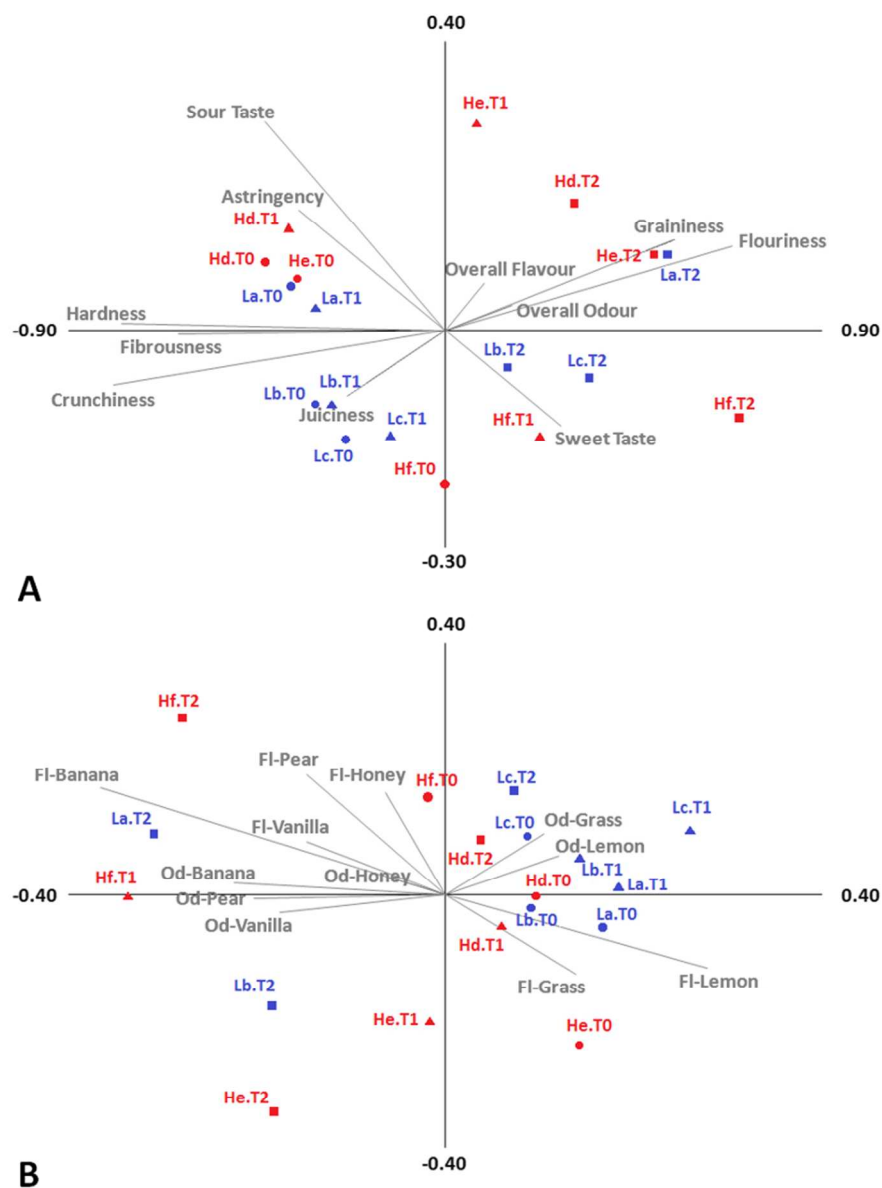 0.40
He.T1
Sour Taste
Hd.T2
Astringency
Hd.T1
Graininess
Flouriness
Hd.T0
He.T0
He.T2
Overall Flavour
La.T2
La.T0
La.T1
Overall Odour
Hardness
-0.90
0.90
Fibrousness
Lb.T2
Lc.T2
Crunchiness
Lb.T0
Lb.T1
Juiciness
Lc.T1
Hf.T1
Hf.T2
Sweet Taste
Lc.T0
Hf.T0
-0.30
A
0.40
Hf.T2
Fl-Pear
Fl-Banana
Fl-Honey
Hf.T0
Lc.T2
La.T2
Fl-Vanilla
Lc.T0
Od-Grass
Lc.T1
Od-Lemon
Hd.T2
Hf.T1
Od-Banana
Od-Honey
Lb.T1
Hd.T0
La.T1
-0.40
0.40
Od-Pear
Lb.T0
La.T0
Od-Vanilla
Hd.T1
Lb.T2
Fl-Grass
Fl-Lemon
He.T1
He.T0
He.T2
-0.40
B